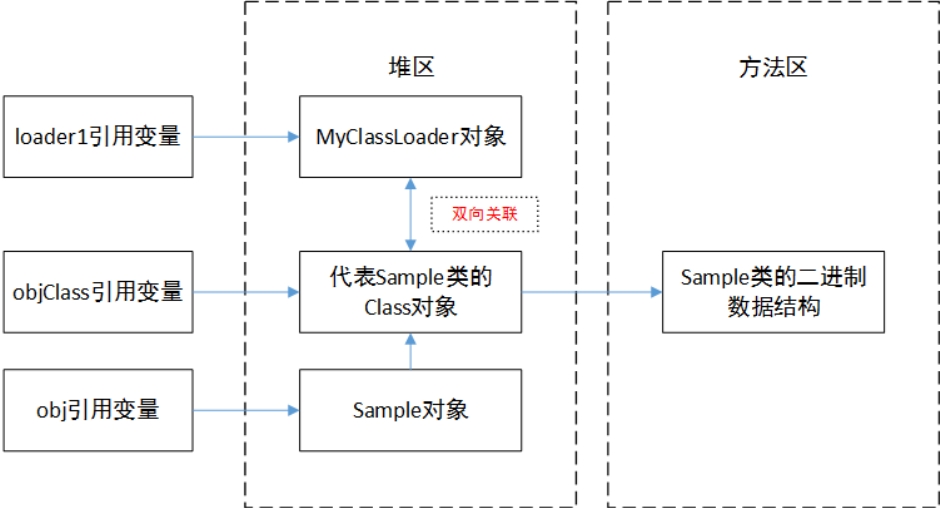 堆区
方法区
loader1引用变量
MyClassLoader对象
双向关联
objClass引用变量
代表Sample类的
Class对象
Sample类的二进制
数据结构
obj引用变量
Sample对象